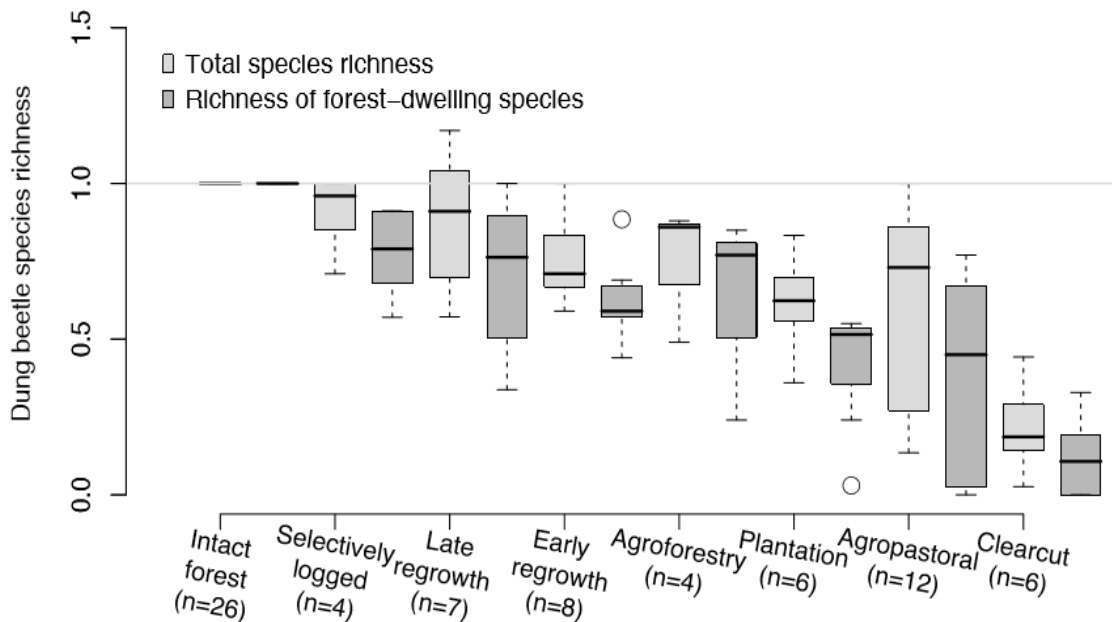 Dung beetle species richness
1.5
1.0
0.5
0.0
Total species richness
Richness of forest-dwelling species
Intact
forest
(n=26)
Selectively
logged
(n=4)
Late
regrowth
(n=7)
Early
regrowth
(n=8)
Agroforestry
(n=4)
Plantation
(n=6)
Agropastoral
(n=12)
Clearcut
(n=6)